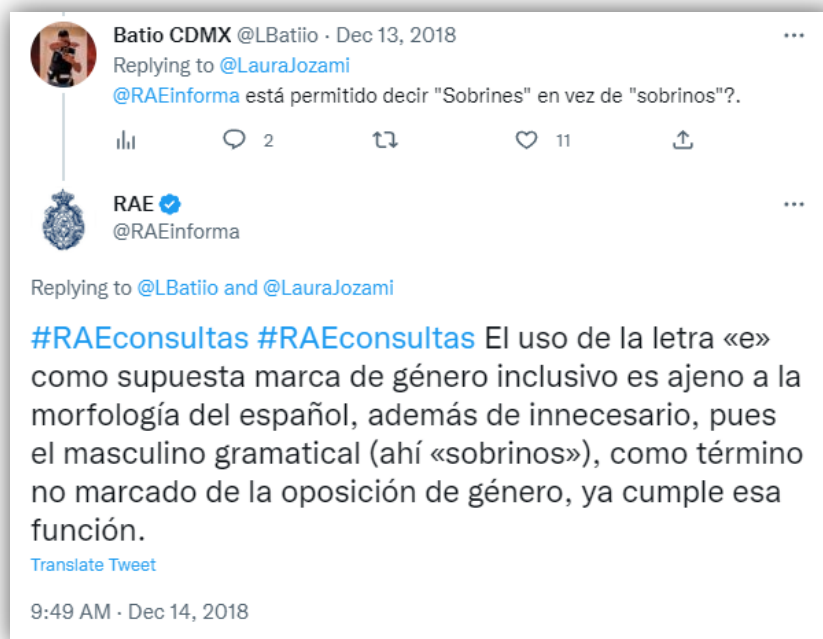 Batio CDMX @LBatiio · Dec 13, 2018
Replying to @LauraJozami
@RAEinforma está permitido decir "Sobrines" en vez de "sobrinos"?.
2 11
RAE
@RAEinforma
Replying to @LBatiio and @LauraJozami
#RAEconsultas #RAEconsultas El uso de la letra «e»
como supuesta marca de género inclusivo es ajeno a la
morfología del español, además de innecesario, pues
el masculino gramatical (ahí «sobrinos»), como término
no marcado de la oposición de género, ya cumple esa
función.
Translate Tweet
9:49 AM · Dec 14, 2018